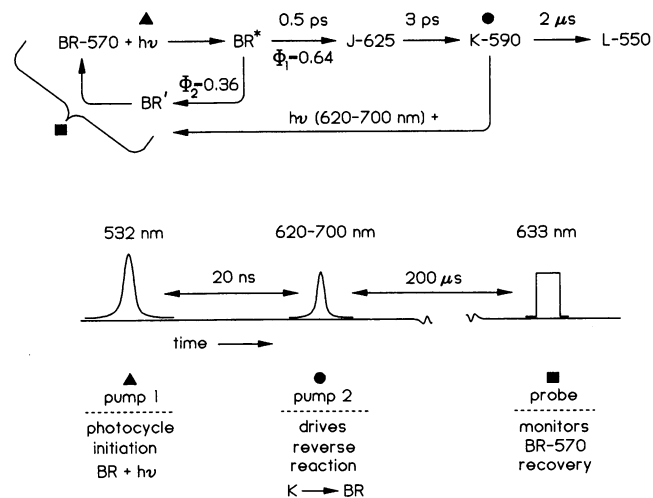 ▲ 0.5 ps 3 ps ● 2 μs
BR-570 + hν BR* J-625 K-590 L-550
Φ₁=0.64
Φ₂=0.36
BR′
hν (620-700 nm) +
■
532 nm 620-700 nm 633 nm
20 ns 200 μs
time
▲ ● ■
pump 1 pump 2 probe
photocycle drives monitors
initiation reverse BR-570
BR + hν reaction recovery
K → BR